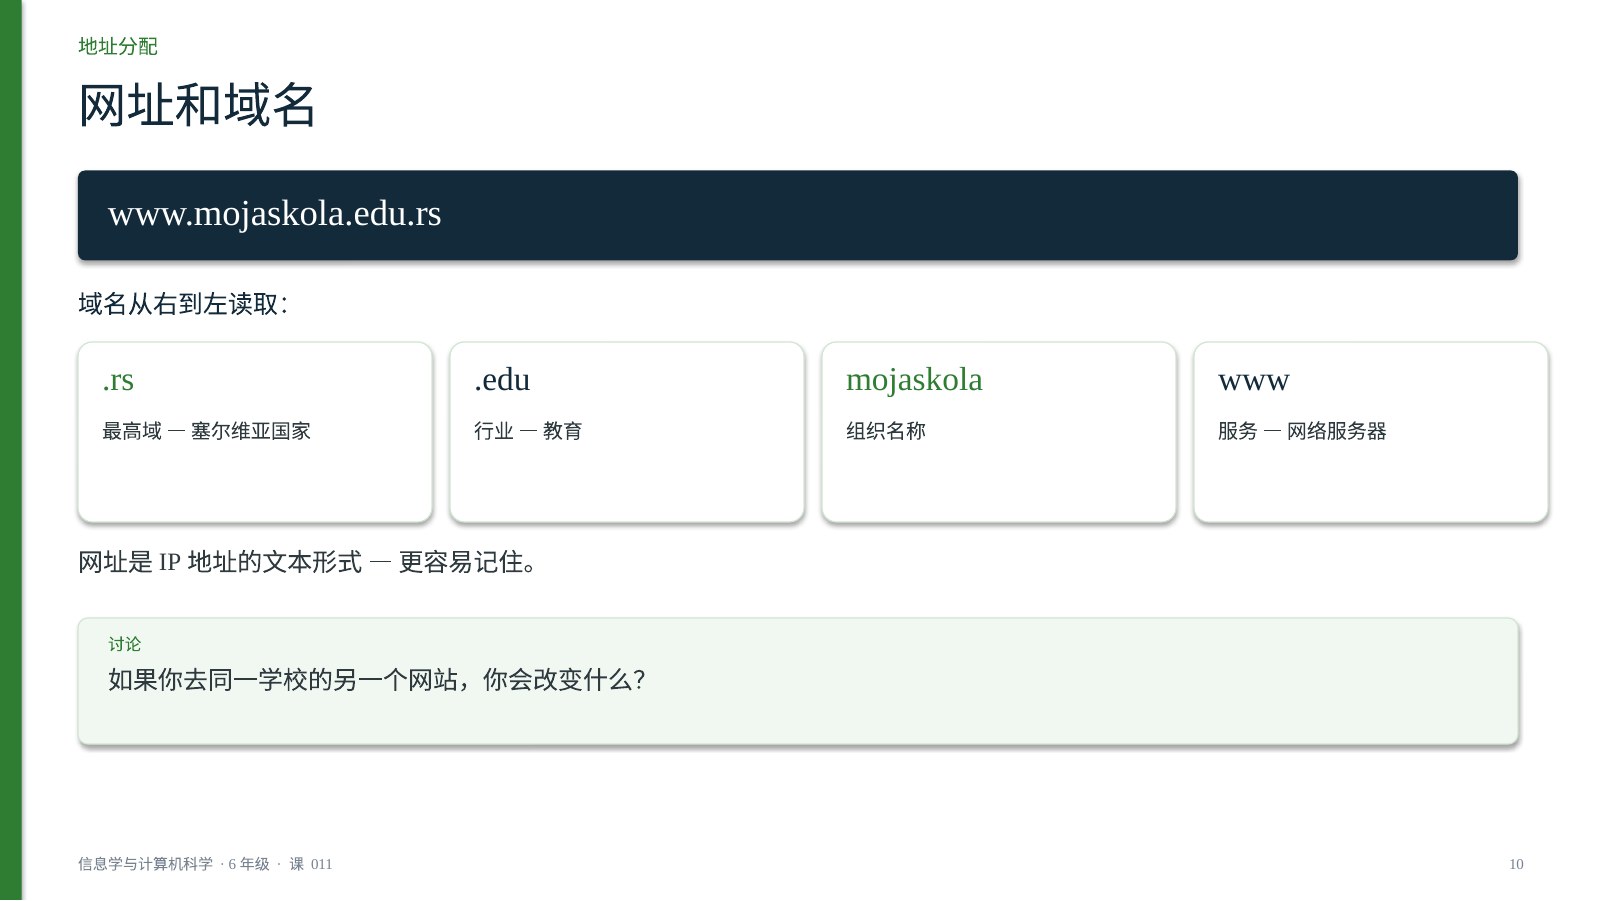 地址分配
网址和域名
www.mojaskola.edu.rs
域名从右到左读取：
.rs
最高域 — 塞尔维亚国家
.edu
行业 — 教育
mojaskola
组织名称
www
服务 — 网络服务器
网址是 IP 地址的文本形式 — 更容易记住。
讨论
如果你去同一学校的另一个网站，你会改变什么？
信息学与计算机科学 · 6 年级 · 课 011
10